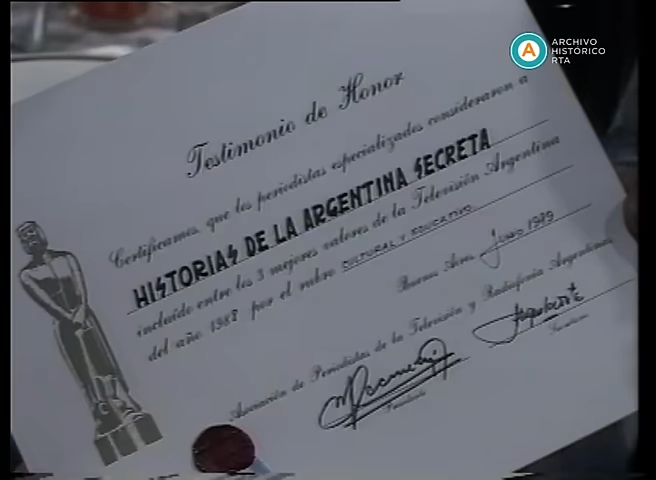 ARCHIVO
HISTORICO
RTA
Testimonio de Honor
Certificamos que los periodistas especializados consideraron a
HISTORIAS DE LA ARGENTINA SECRETA
incluído entre los 3 mejores valores de la Televisión Argentina
del año 1988 por el rubro CULTURAL Y EDUCATIVO
Buenos Aires, Junio 1989
Asociación de Periodistas de la Televisión y Radiofonía Argentinas
Presidente
Secretario